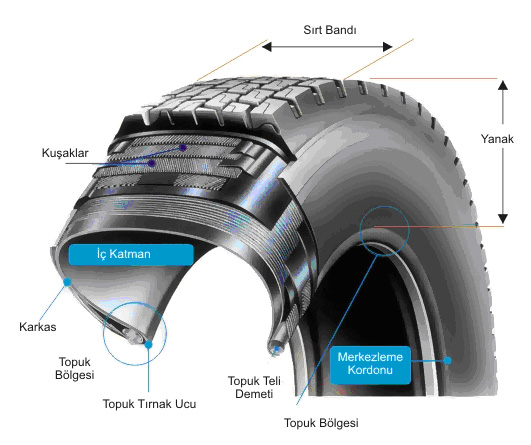 Sırt Bandı
Yanak
Kuşaklar
İç Katman
Karkas
Topuk
Bölgesi
Topuk Tırnak Ucu
Topuk Teli
Demeti
Merkezleme
Kordonu
Topuk Bölgesi